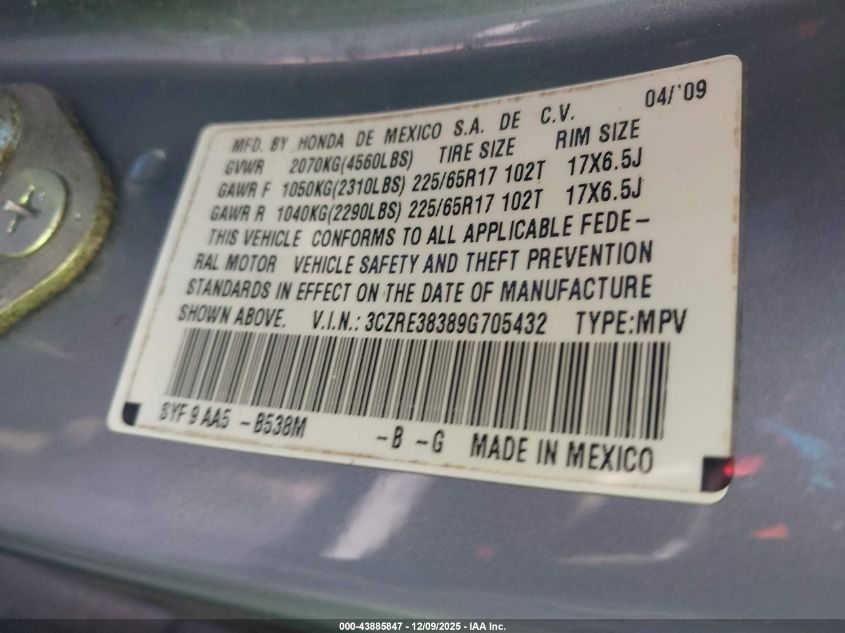 MFD. BY HONDA DE MEXICO S.A. DE C.V. 04/'09
GVWR 2070KG(4560LBS) TIRE SIZE RIM SIZE
GAWR F 1050KG(2310LBS) 225/65R17 102T 17X6.5J
GAWR R 1040KG(2290LBS) 225/65R17 102T 17X6.5J
THIS VEHICLE CONFORMS TO ALL APPLICABLE FEDE-
RAL MOTOR VEHICLE SAFETY AND THEFT PREVENTION
STANDARDS IN EFFECT ON THE DATE OF MANUFACTURE
SHOWN ABOVE. V.I.N.: 3CZRE38389G705432 TYPE:MPV
SYF 9 AA5 -B538M -B -G MADE IN MEXICO
000-43885847 - 12/09/2025 - IAA Inc.